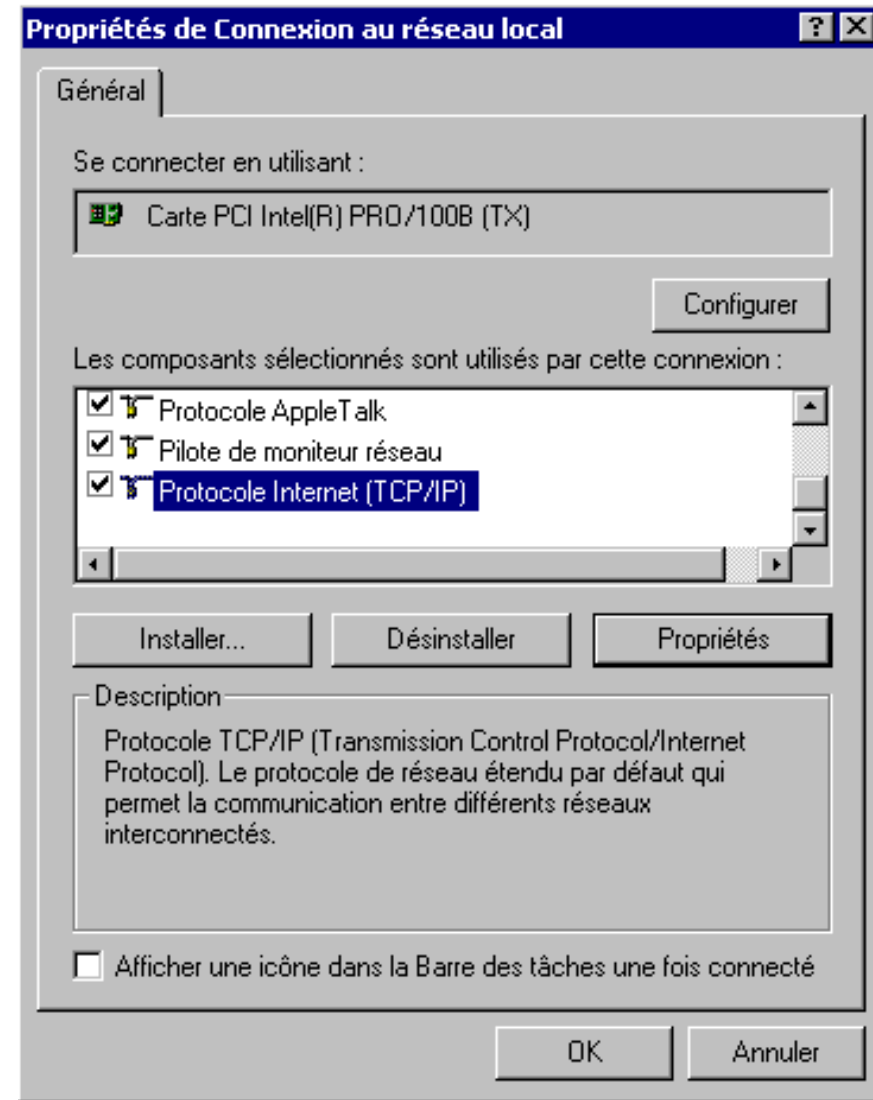 Propriétés de Connexion au réseau local
Général
Se connecter en utilisant :
Carte PCI Intel(R) PRO/100B (TX)
Configurer
Les composants sélectionnés sont utilisés par cette connexion :
Protocole AppleTalk
Pilote de moniteur réseau
Protocole Internet (TCP/IP)
Installer...
Désinstaller
Propriétés
Description
Protocole TCP/IP (Transmission Control Protocol/Internet
Protocol). Le protocole de réseau étendu par défaut qui
permet la communication entre différents réseaux
interconnectés.
Afficher une icône dans la Barre des tâches une fois connecté
OK
Annuler